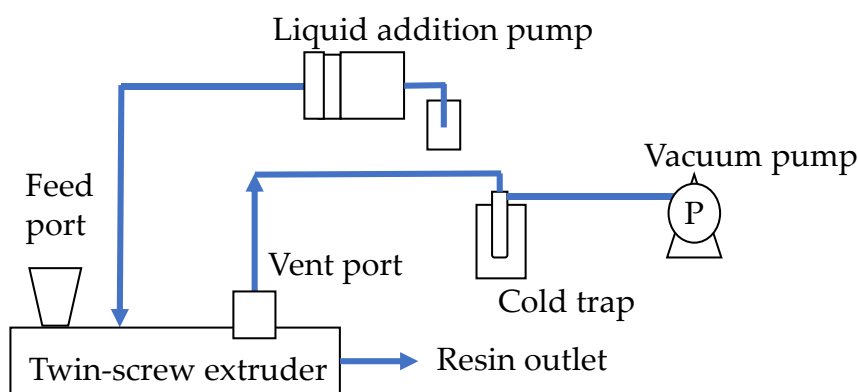 Liquid addition pump
Vacuum pump
Feed
port
P
Vent port
Cold trap
Twin-screw extruder
Resin outlet